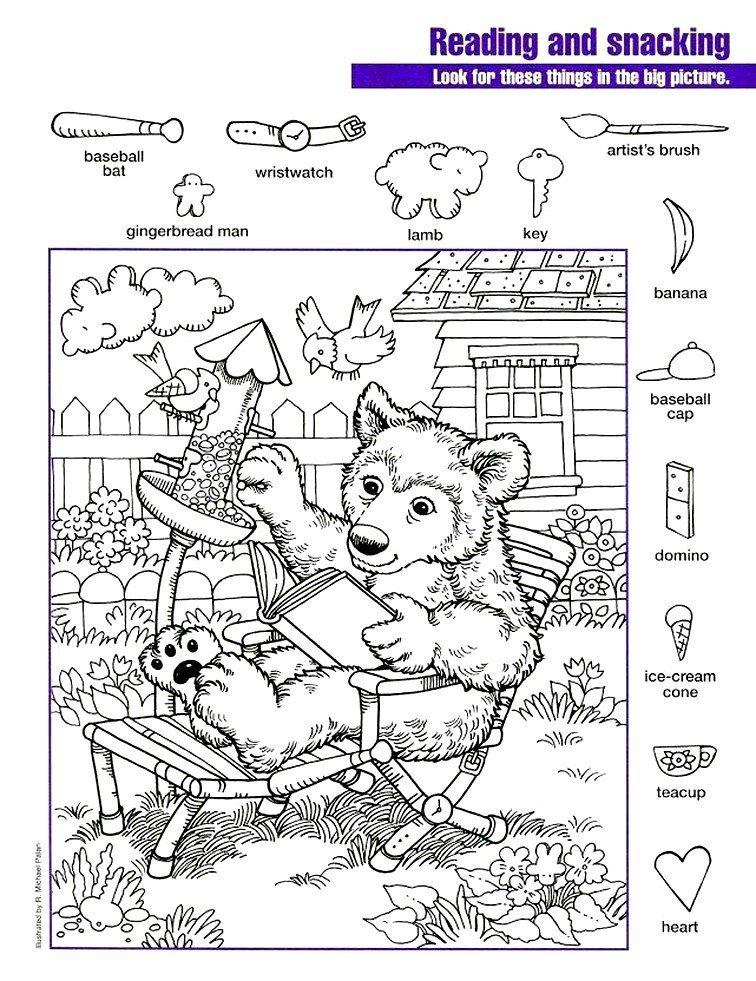 Reading and snacking
Look for these things in the big picture.
baseball
bat
wristwatch
artist's brush
gingerbread man
lamb
key
banana
baseball
cap
domino
ice-cream
cone
teacup
heart
Illustrated by R. Michael Palan